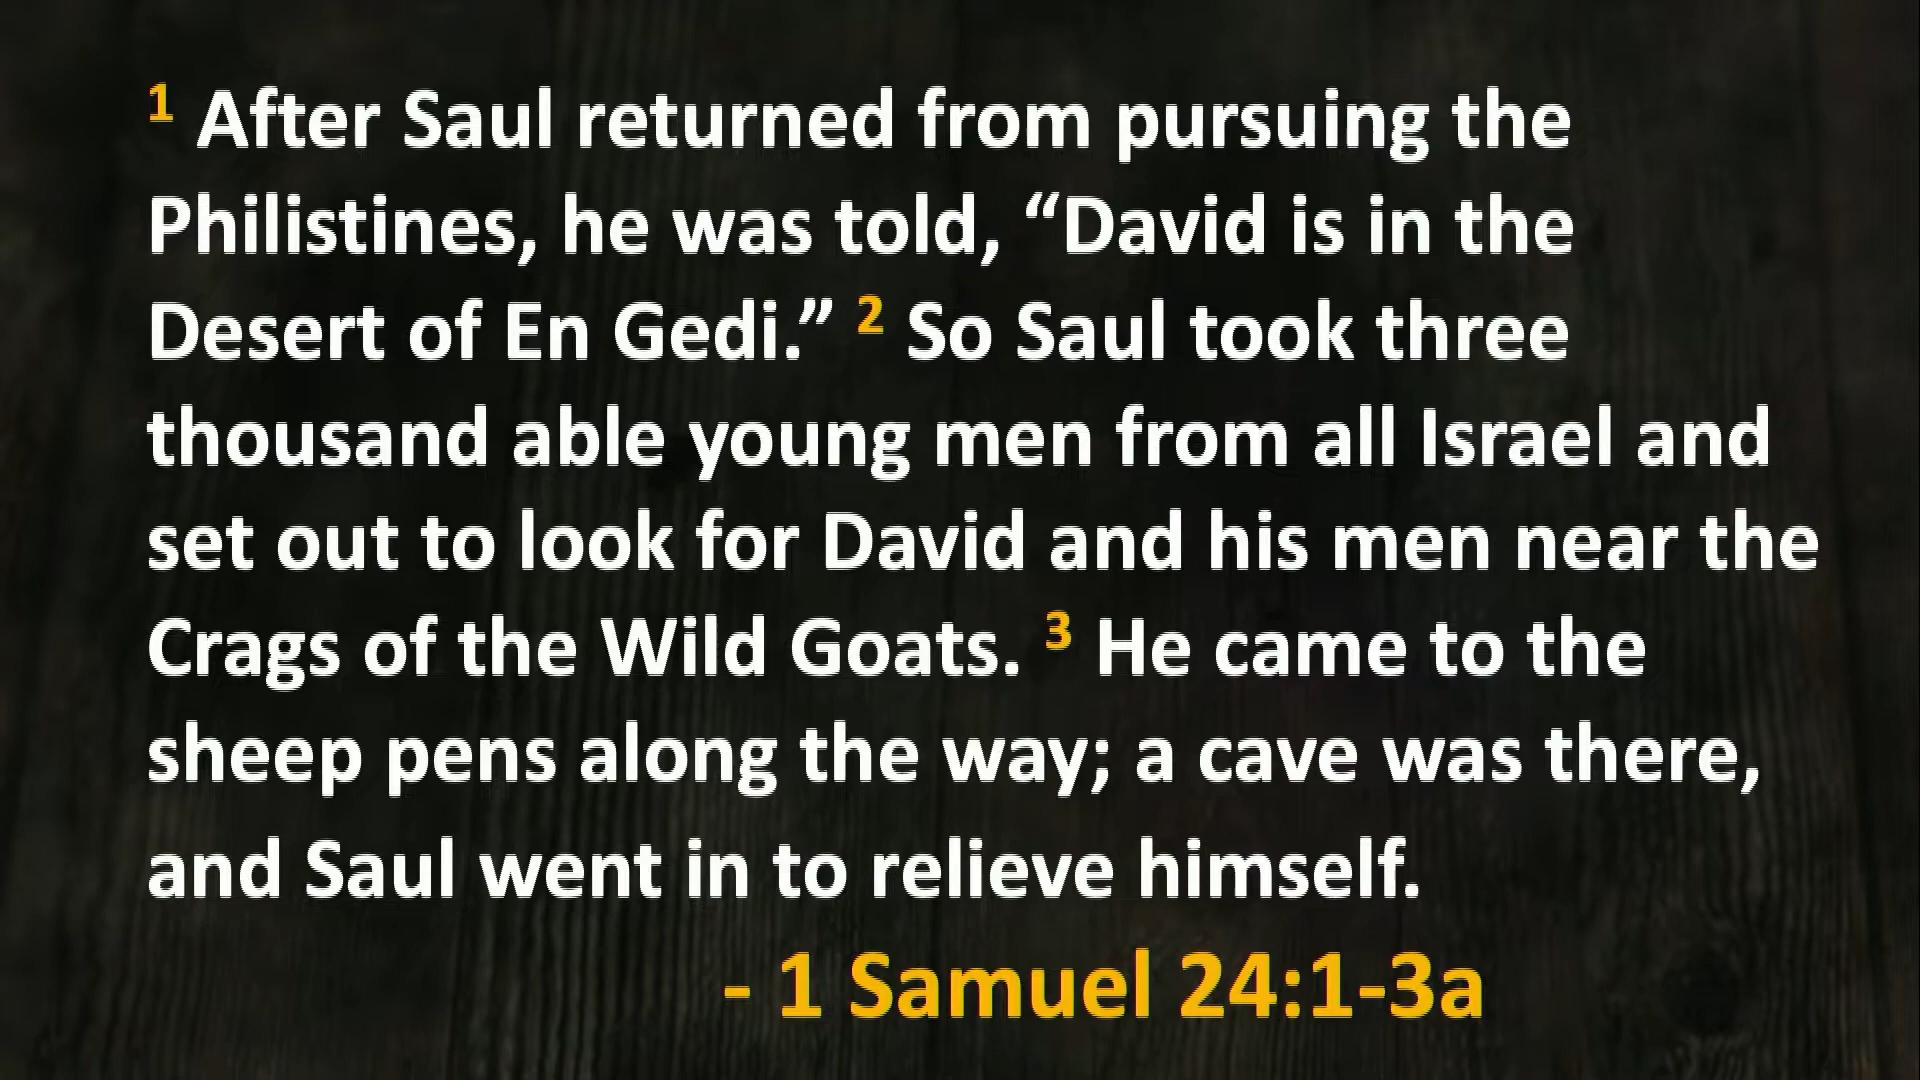 1 After Saul returned from pursuing the
Philistines, he was told, “David is in the
Desert of En Gedi.” 2 So Saul took three
thousand able young men from all Israel and
set out to look for David and his men near the
Crags of the Wild Goats. 3 He came to the
sheep pens along the way; a cave was there,
and Saul went in to relieve himself.
- 1 Samuel 24:1-3a